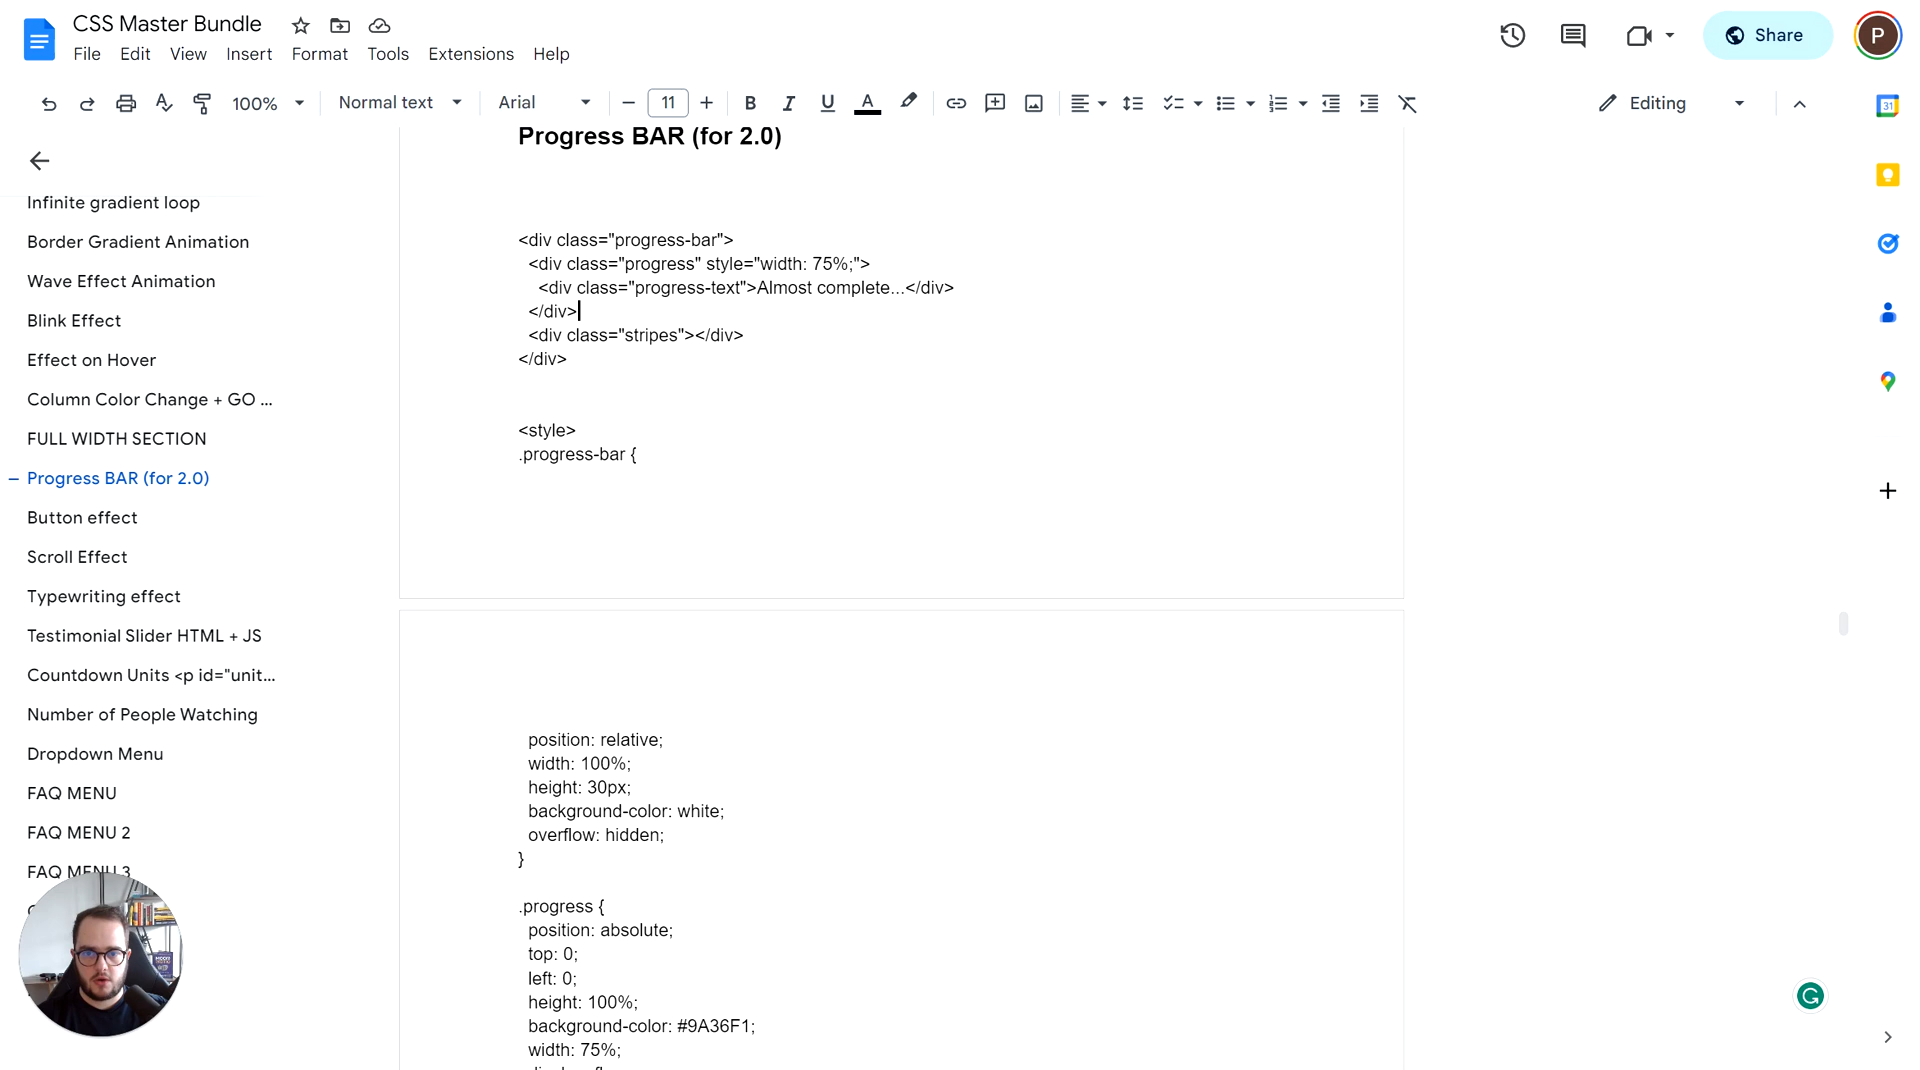 CSS Master Bundle
File Edit View Insert Format Tools Extensions Help
Share
P
100% Normal text Arial 11 B I U A Editing
31
Infinite gradient loop
Border Gradient Animation
Wave Effect Animation
Blink Effect
Effect on Hover
Column Color Change + GO ...
FULL WIDTH SECTION
Progress BAR (for 2.0)
Button effect
Scroll Effect
Typewriting effect
Testimonial Slider HTML + JS
Countdown Units <p id="unit...
Number of People Watching
Dropdown Menu
FAQ MENU
FAQ MENU 2
FAQ MENU 3
Progress BAR (for 2.0)
<div class="progress-bar">
<div class="progress" style="width: 75%;">
<div class="progress-text">Almost complete...</div>
</div>
<div class="stripes"></div>
</div>
<style>
.progress-bar {
position: relative;
width: 100%;
height: 30px;
background-color: white;
overflow: hidden;
}
.progress {
position: absolute;
top: 0;
left: 0;
height: 100%;
background-color: #9A36F1;
width: 75%;